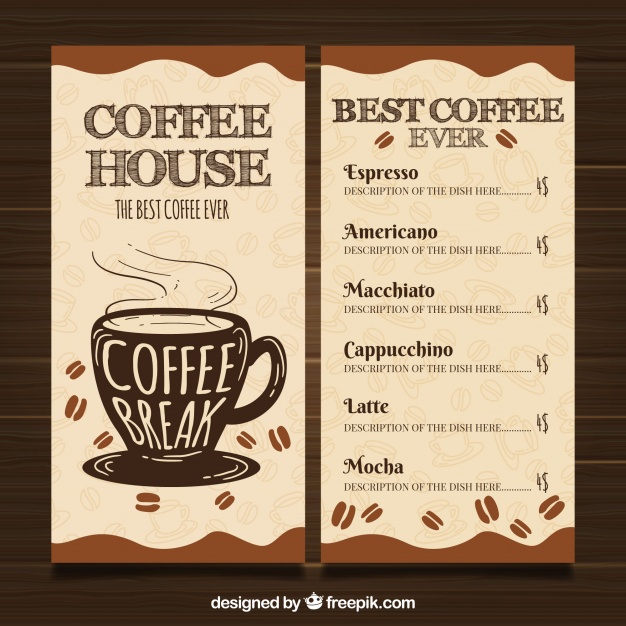 COFFEE
HOUSE
THE BEST COFFEE EVER
COFFEE
BREAK
BEST COFFEE
EVER
Espresso
DESCRIPTION OF THE DISH HERE............ 4$
Americano
DESCRIPTION OF THE DISH HERE............ 4$
Macchiato
DESCRIPTION OF THE DISH HERE............ 4$
Cappucchino
DESCRIPTION OF THE DISH HERE............ 4$
Latte
DESCRIPTION OF THE DISH HERE............ 4$
Mocha
DESCRIPTION OF THE DISH HERE............ 4$
designed by freepik.com